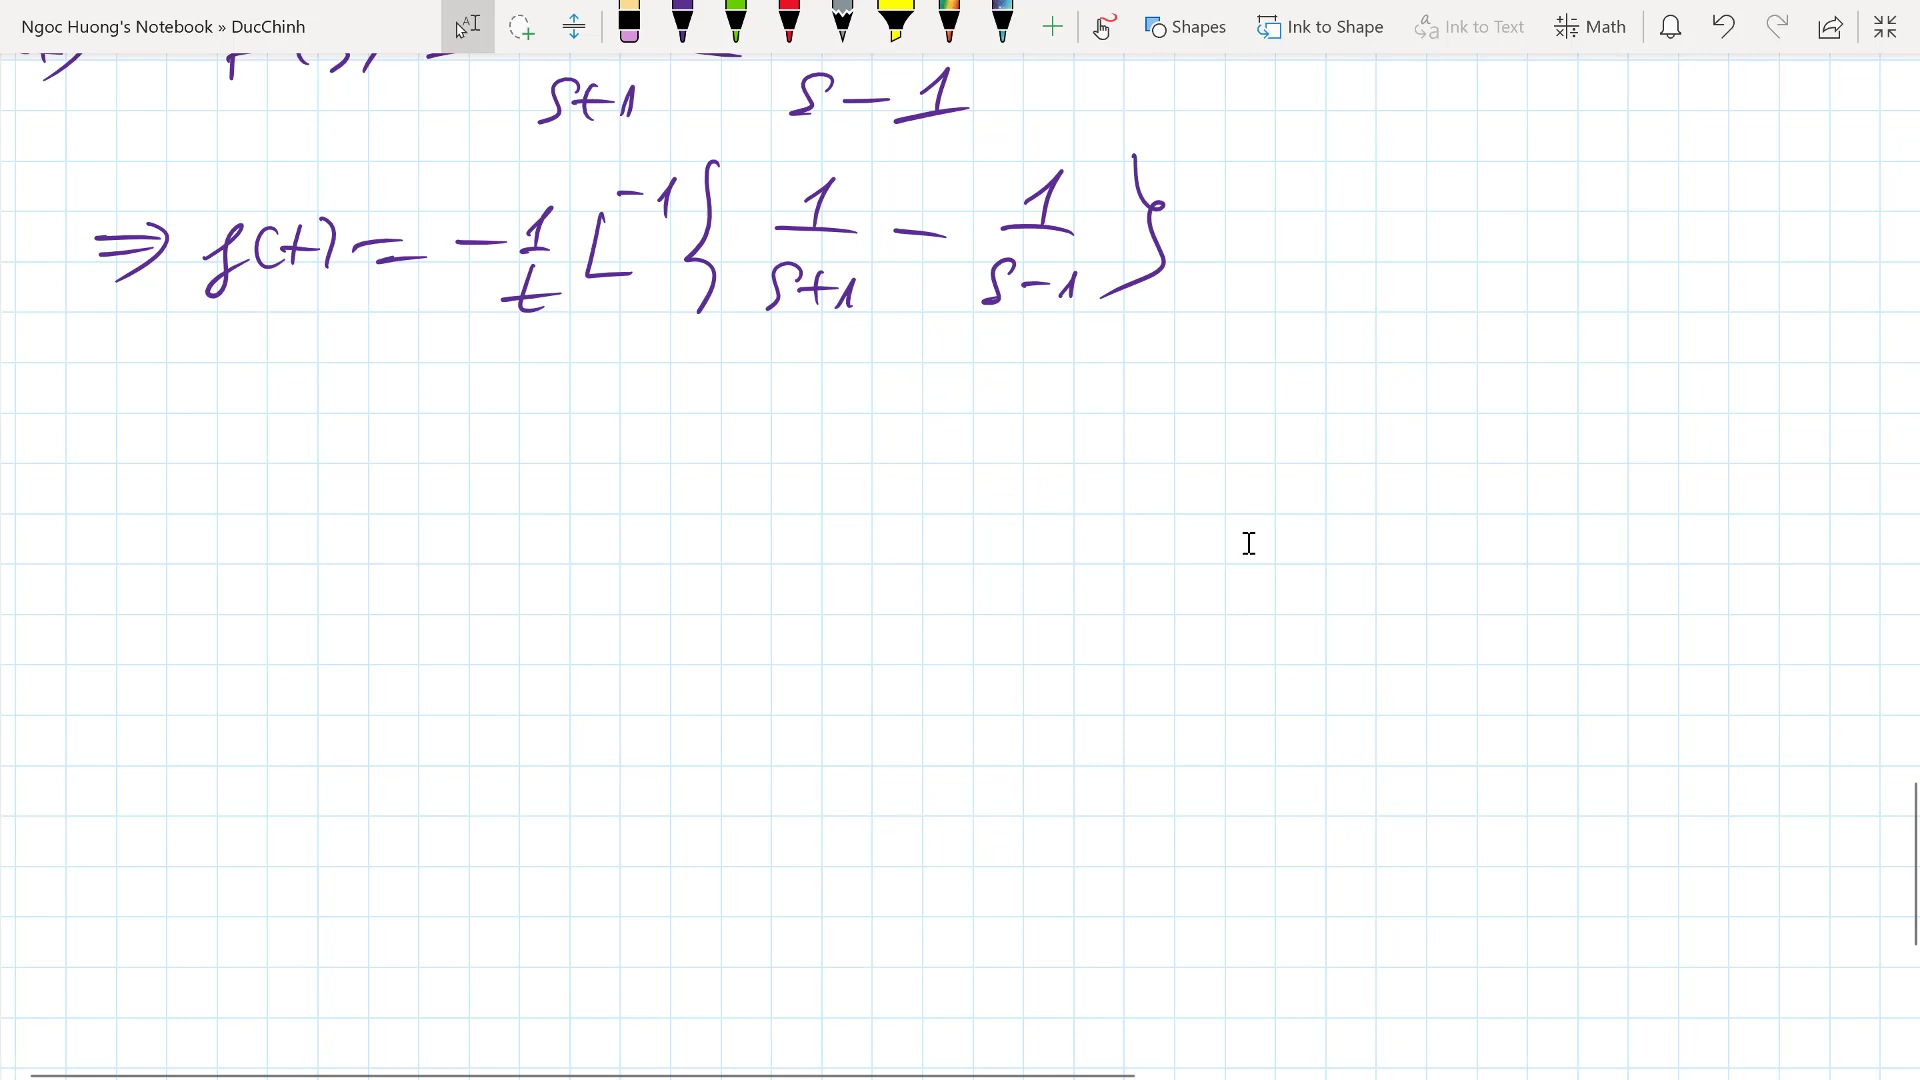 Ngoc Huong's Notebook » DucChinh Shapes Ink to Shape Ink to Text Math
s+1 s - 1
⇒ f(t) = - 1/t L^-1 { 1/(s+1) - 1/(s-1) }